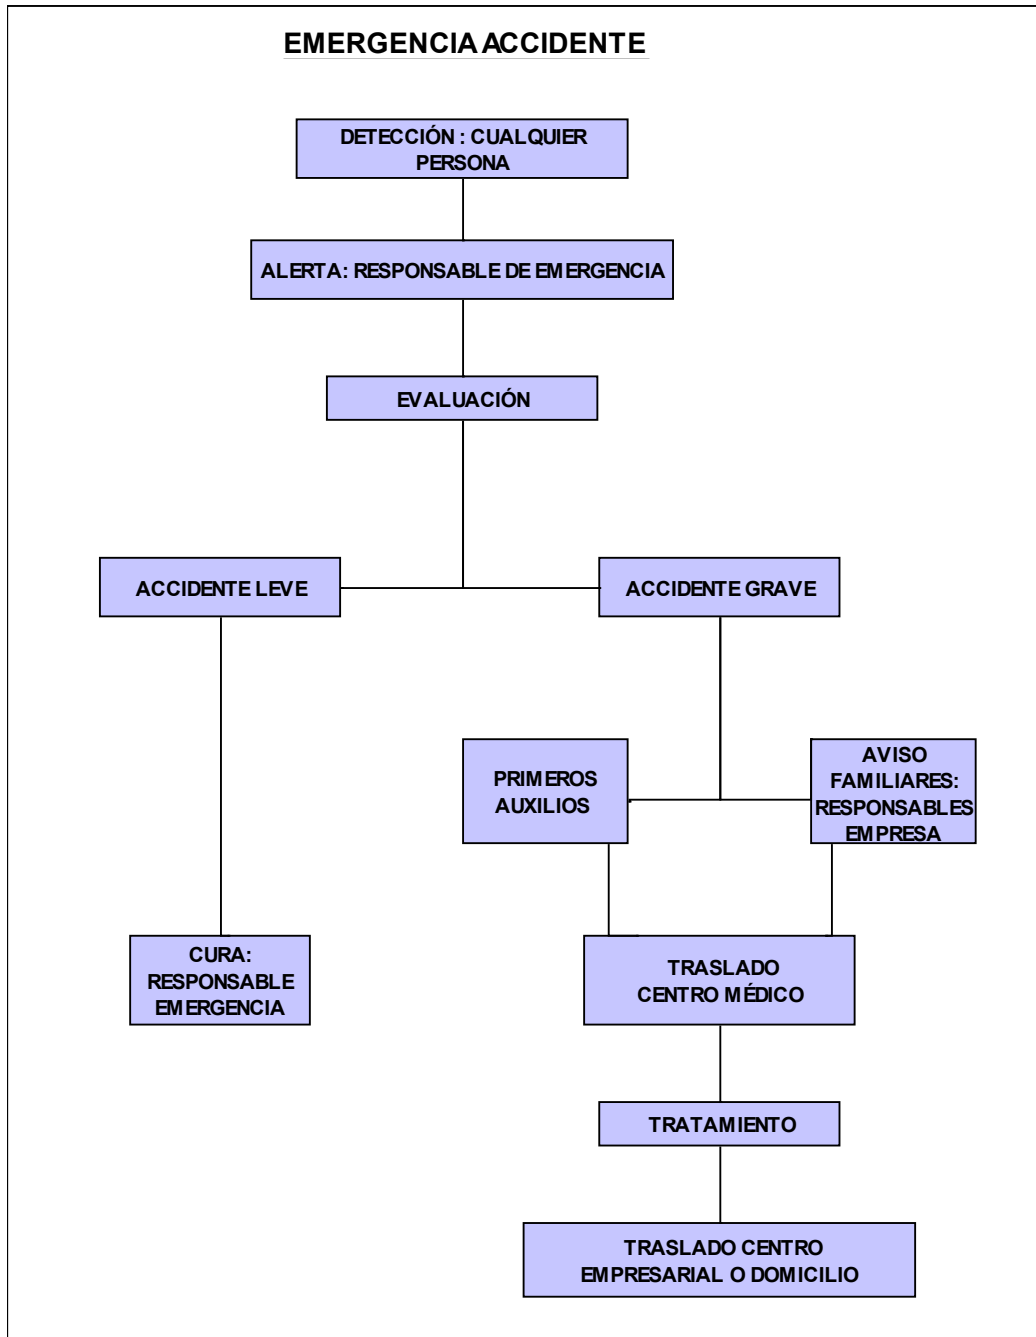 EMERGENCIA ACCIDENTE
DETECCIÓN : CUALQUIER
PERSONA
ALERTA: RESPONSABLE DE EMERGENCIA
EVALUACIÓN
ACCIDENTE LEVE
ACCIDENTE GRAVE
PRIMEROS
AUXILIOS
AVISO
FAMILIARES:
RESPONSABLES
EMPRESA
CURA:
RESPONSABLE
EMERGENCIA
TRASLADO
CENTRO MÉDICO
TRATAMIENTO
TRASLADO CENTRO
EMPRESARIAL O DOMICILIO